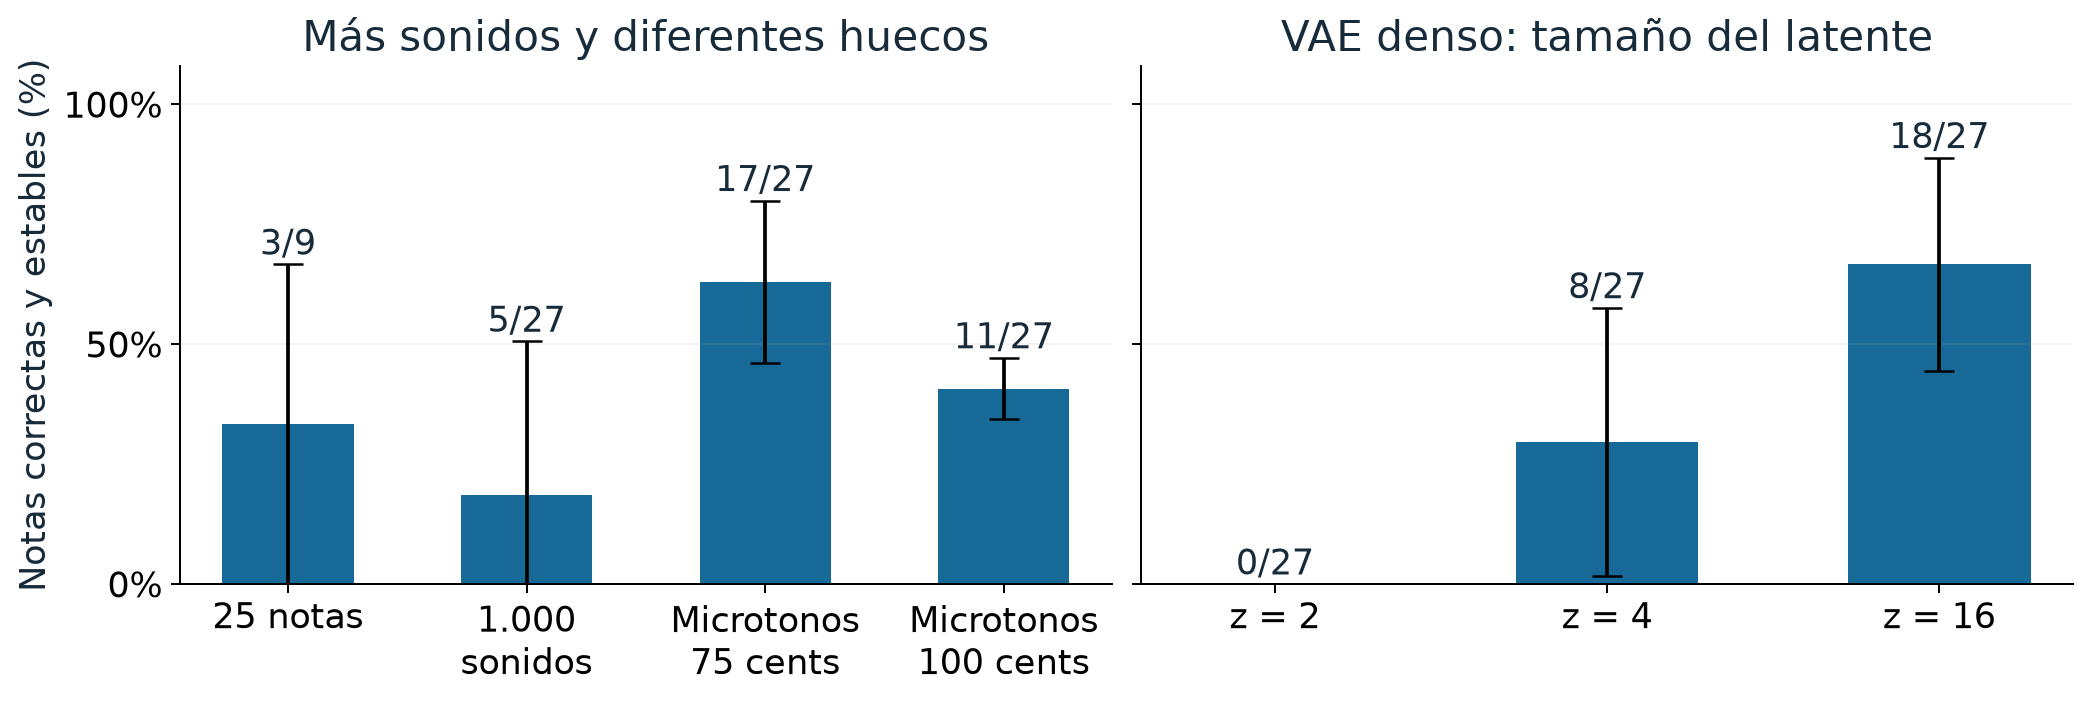 Más sonidos y diferentes huecos
Notas correctas y estables (%)
100%
50%
0%
3/9
5/27
17/27
11/27
25 notas
1.000
sonidos
Microtonos
75 cents
Microtonos
100 cents
VAE denso: tamaño del latente
0/27
8/27
18/27
z = 2
z = 4
z = 16